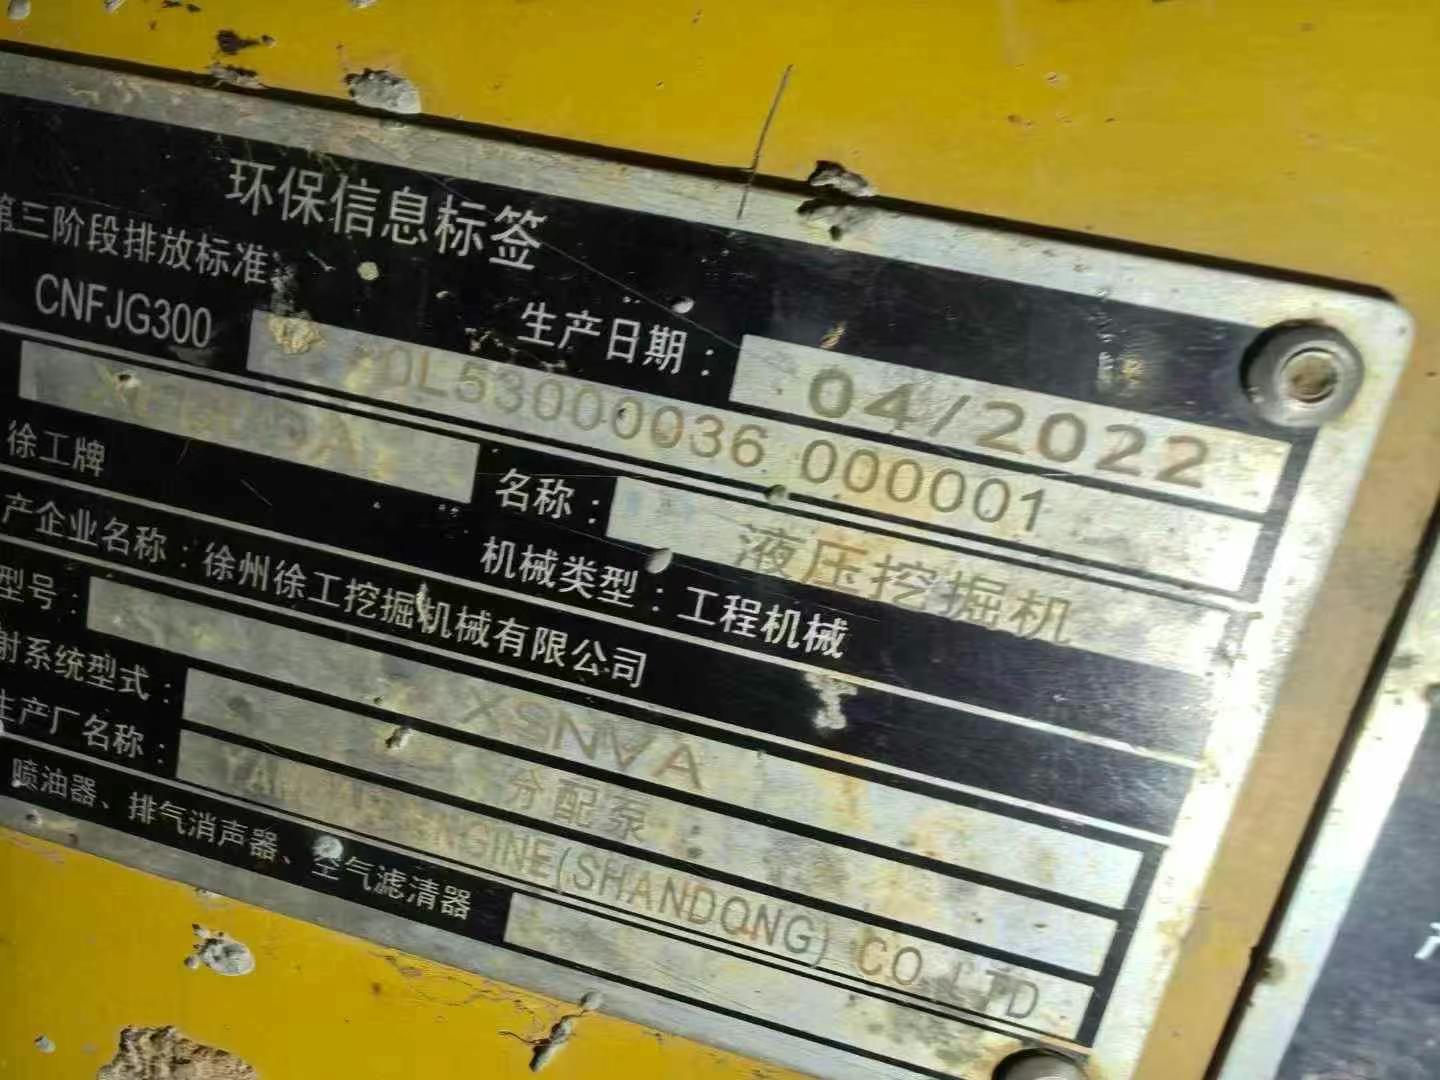 环保信息标签
第三阶段排放标准
生产日期：04/2022
CNFJG300 0L53000036 000001
徐工牌 名称：液压挖掘机
机械类型：工程机械
产企业名称：徐州徐工挖掘机械有限公司
型号：XSNVA
射系统型式：分配泵
生产厂名称：ENGINE(SHANDONG) CO LTD
喷油器、排气消声器、空气滤清器